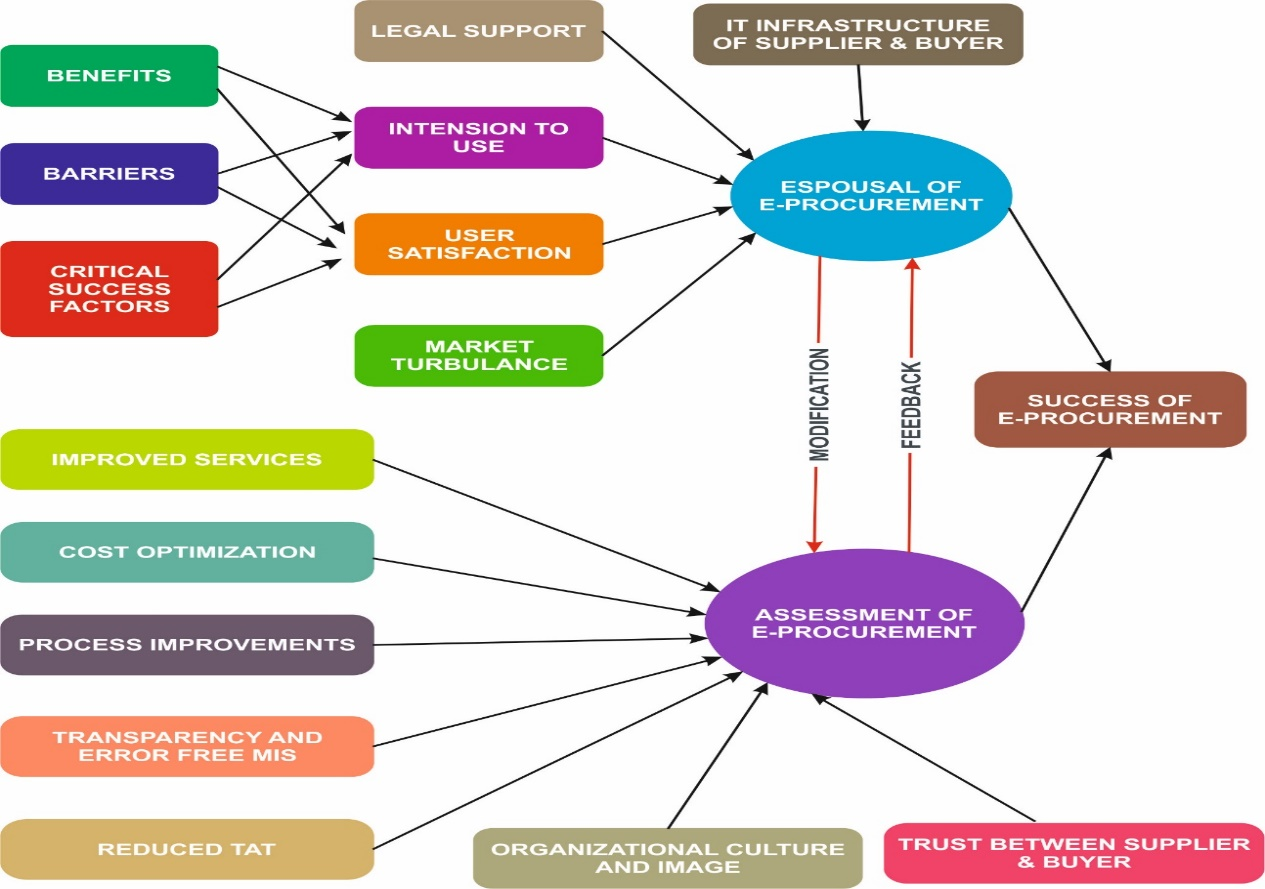 LEGAL SUPPORT
IT INFRASTRUCTURE
OF SUPPLIER & BUYER
BENEFITS
INTENSION TO
USE
BARRIERS
ESPOUSAL OF
E-PROCUREMENT
USER
SATISFACTION
CRITICAL
SUCCESS
FACTORS
MARKET
TURBULANCE
MODIFICATION
FEEDBACK
SUCCESS OF
E-PROCUREMENT
IMPROVED SERVICES
COST OPTIMIZATION
ASSESSMENT OF
E-PROCUREMENT
PROCESS IMPROVEMENTS
TRANSPARENCY AND
ERROR FREE MIS
REDUCED TAT
ORGANIZATIONAL CULTURE
AND IMAGE
TRUST BETWEEN SUPPLIER
& BUYER